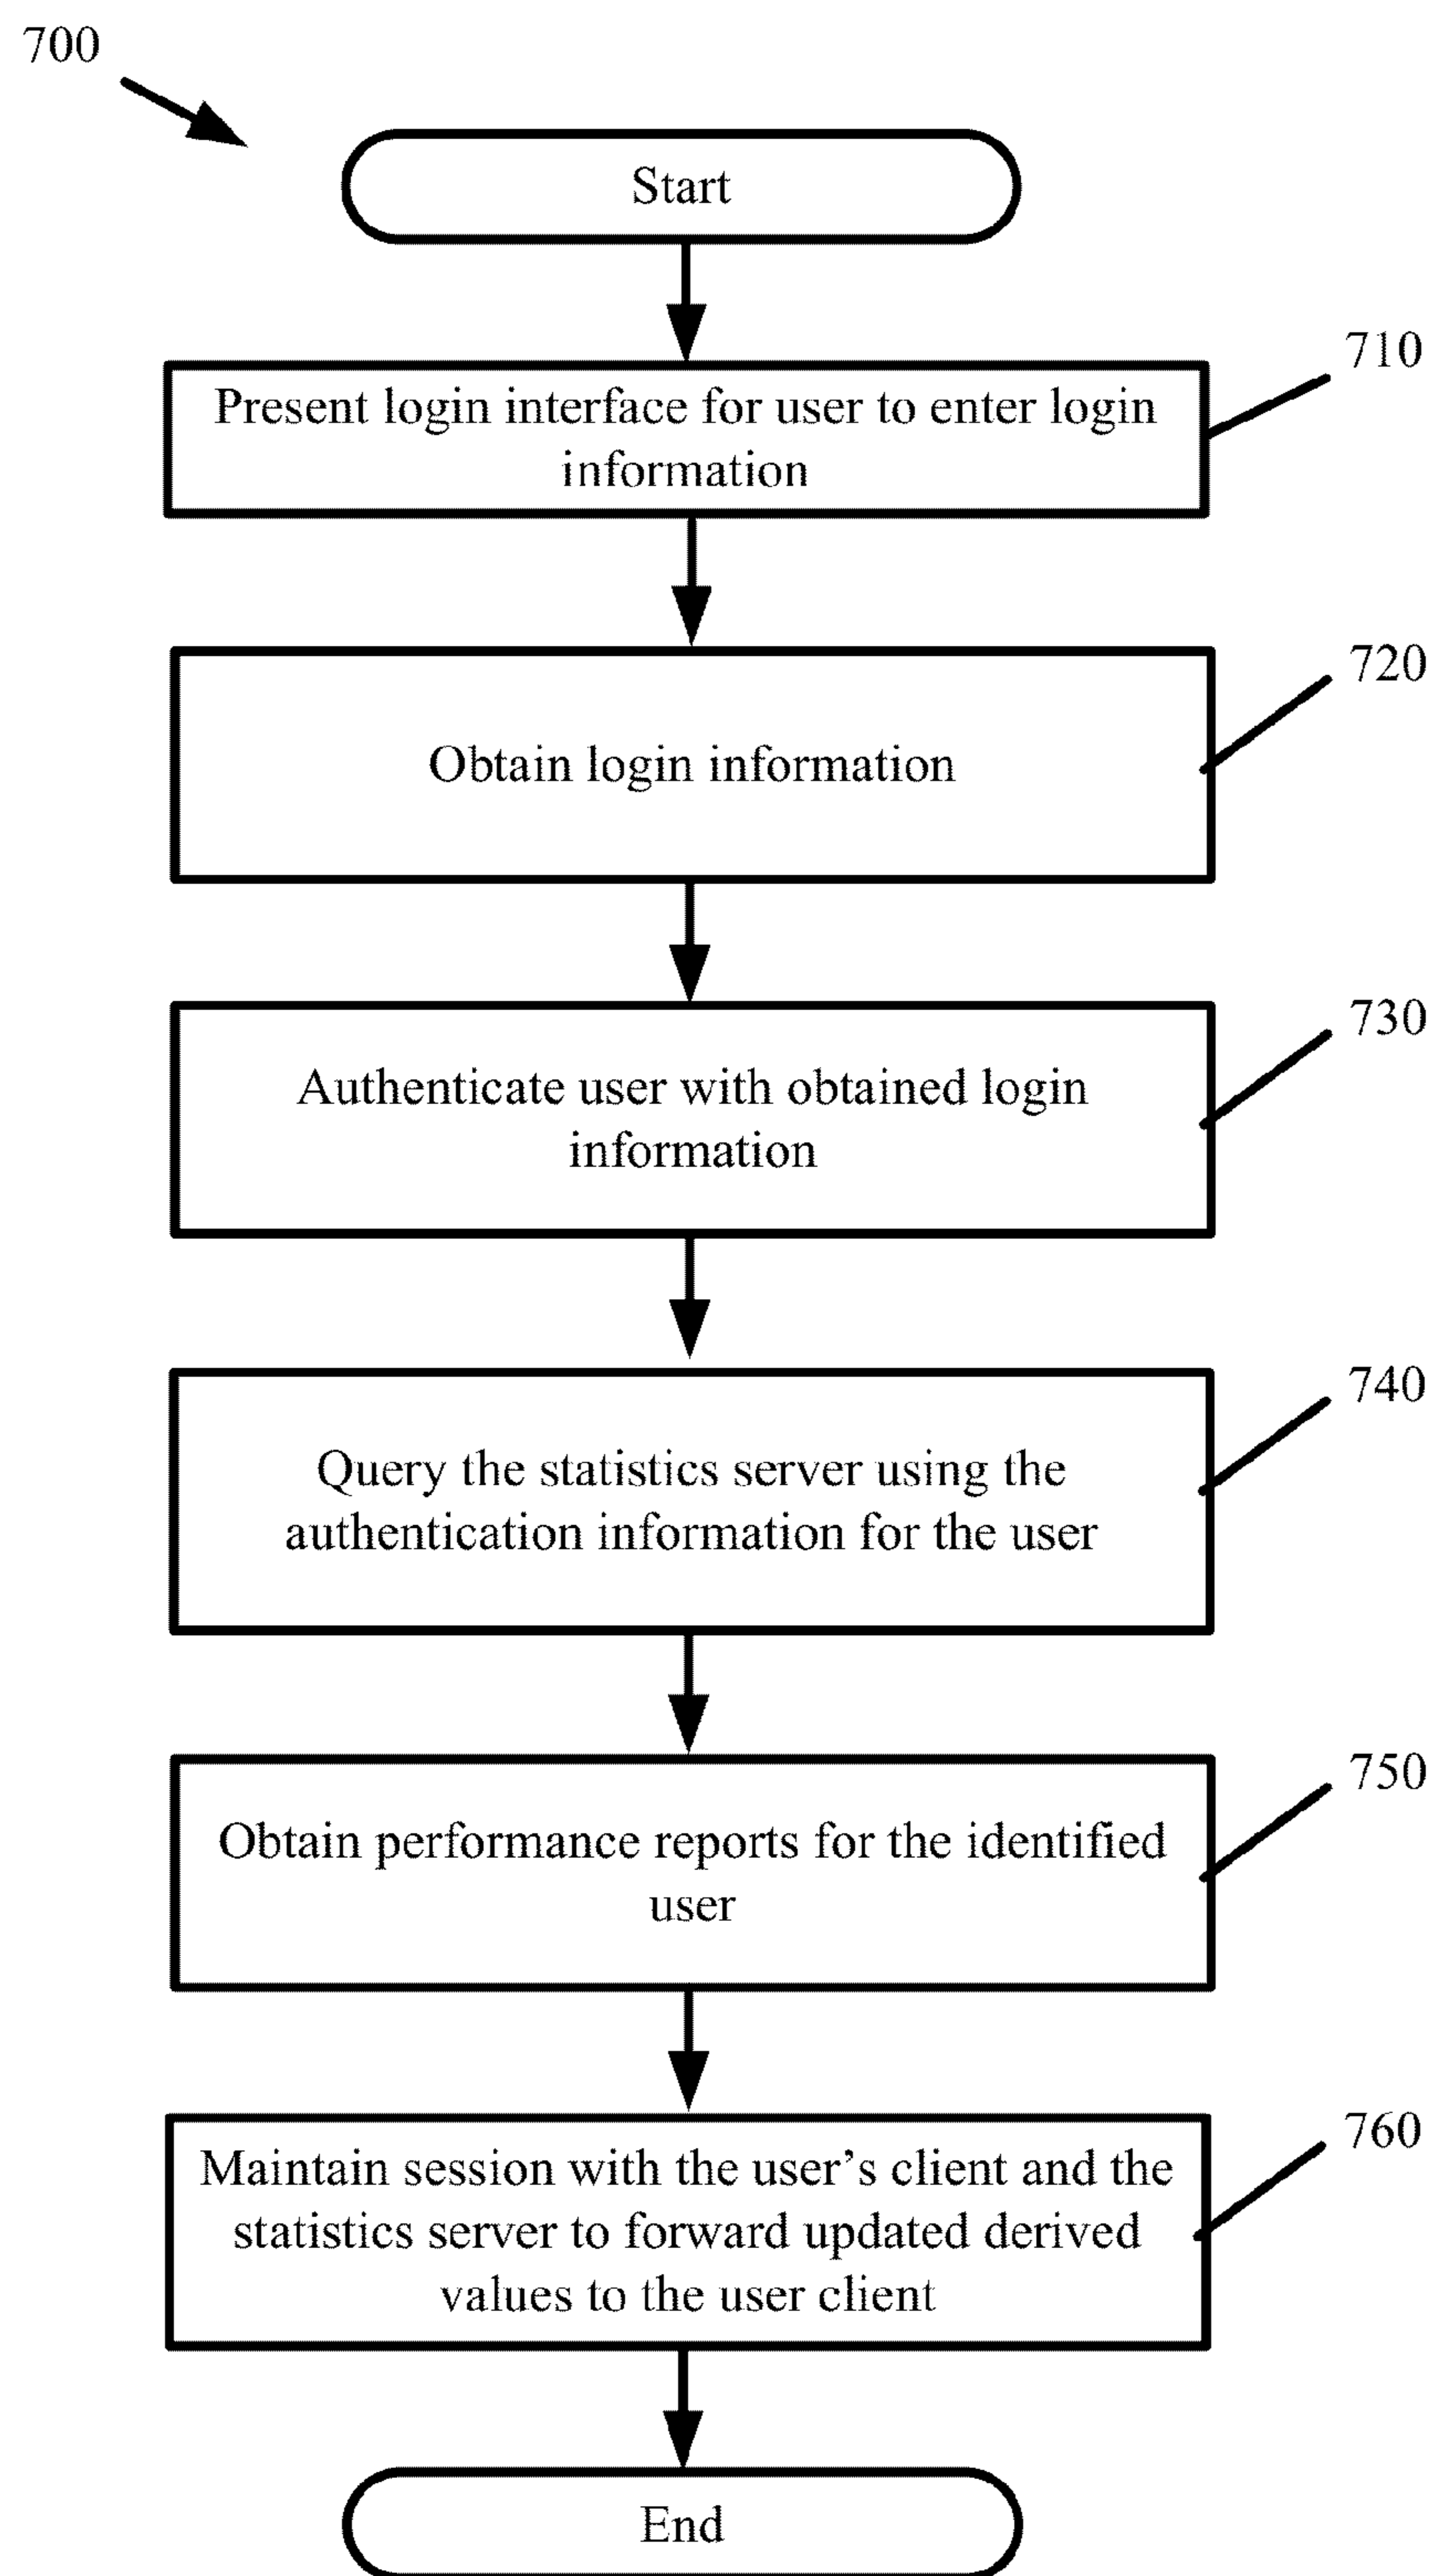 700
Start
710
Present login interface for user to enter login
information
720
Obtain login information
730
Authenticate user with obtained login
information
740
Query the statistics server using the
authentication information for the user
750
Obtain performance reports for the identified
user
760
Maintain session with the user’s client and the
statistics server to forward updated derived
values to the user client
End